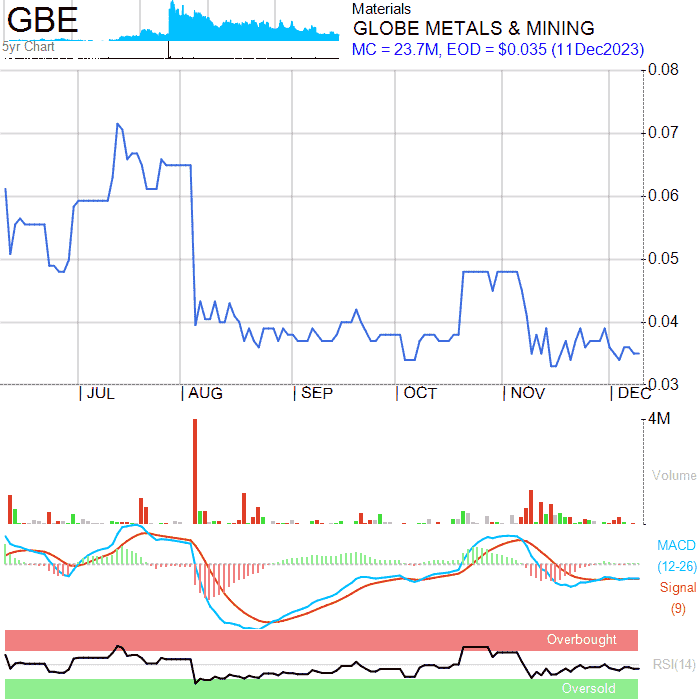 GBE
5yr Chart
Materials
GLOBE METALS & MINING
MC = 23.7M, EOD = $0.035 (11Dec2023)
0.08
0.07
0.06
0.05
0.04
0.03
JUL AUG SEP OCT NOV DEC
4M
Volume
MACD
(12-26)
Signal
(9)
Overbought
RSI(14)
Oversold